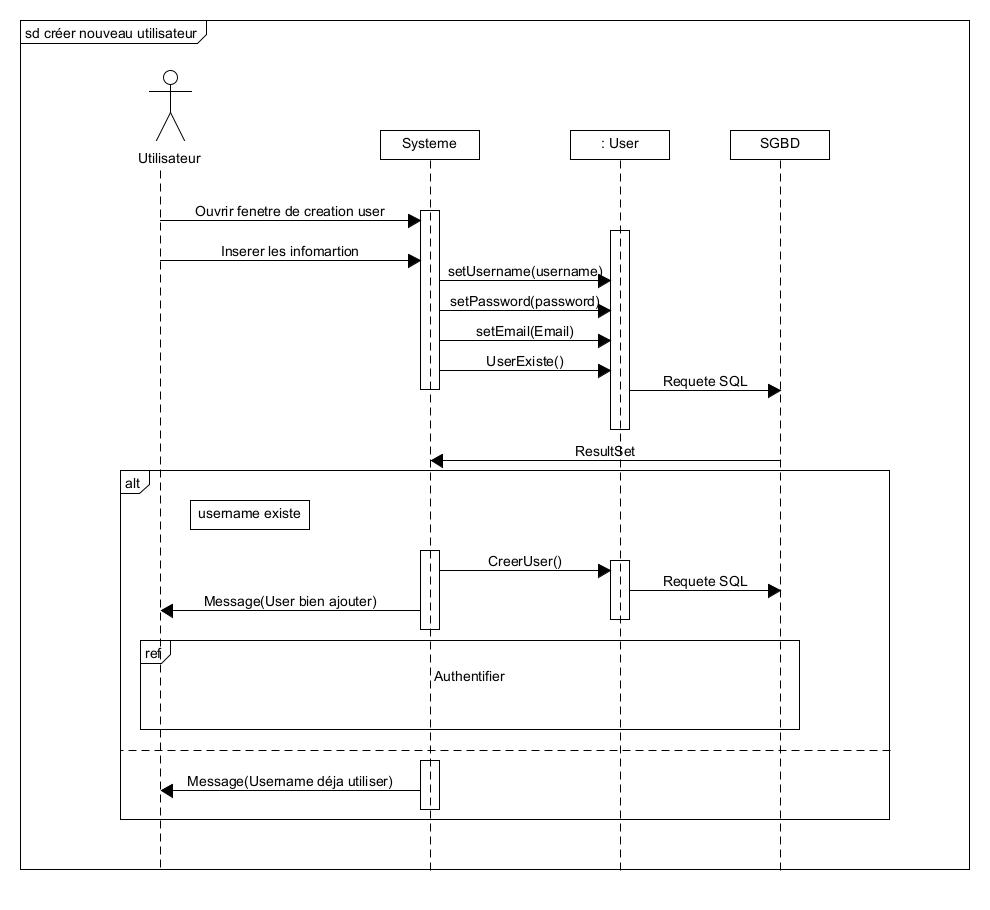 sd créer nouveau utilisateur
Utilisateur
Systeme
: User
SGBD
Ouvrir fenetre de creation user
Inserer les infomartion
setUsername(username)
setPassword(password)
setEmail(Email)
UserExiste()
Requete SQL
ResultSet
alt
username existe
CreerUser()
Requete SQL
Message(User bien ajouter)
ref
Authentifier
Message(Username déja utiliser)